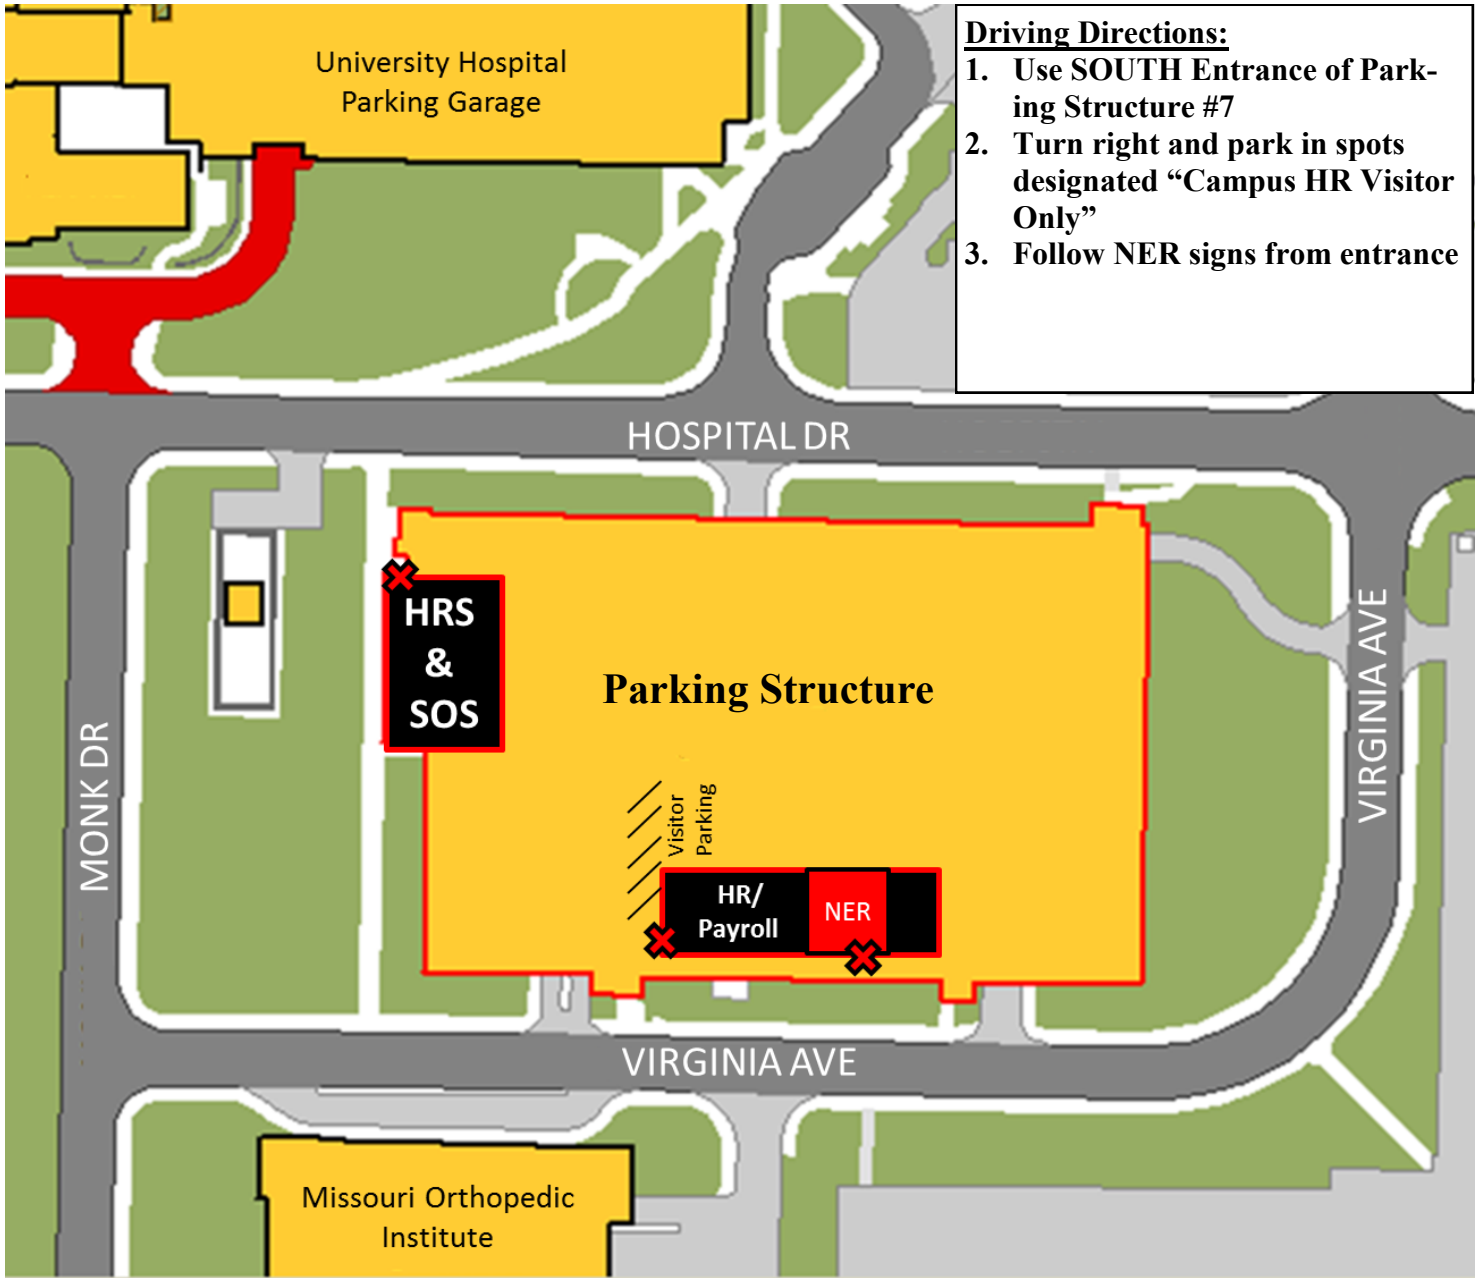 University Hospital
Parking Garage
Driving Directions:
1. Use SOUTH Entrance of Park-
ing Structure #7
2. Turn right and park in spots
designated “Campus HR Visitor
Only”
3. Follow NER signs from entrance
HOSPITAL DR
HRS
&
SOS
Parking Structure
VIRGINIA AVE
MONK DR
Visitor
Parking
HR/
Payroll
NER
VIRGINIA AVE
Missouri Orthopedic
Institute